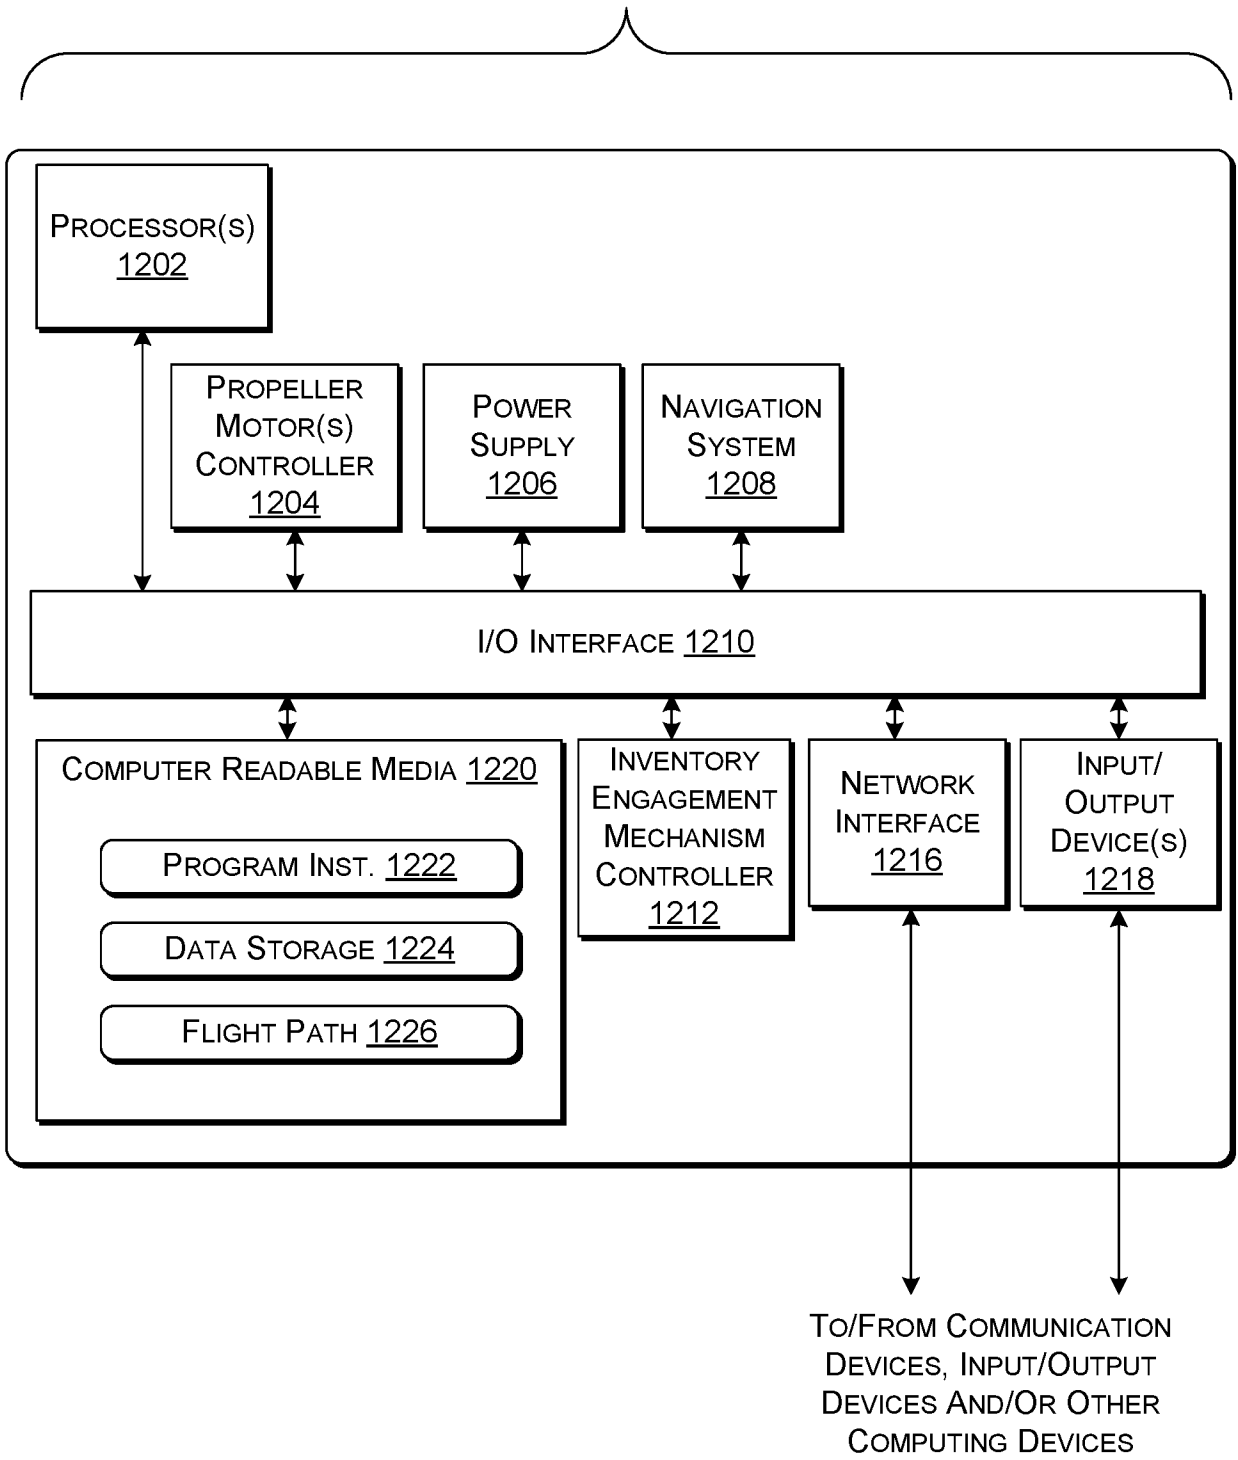 PROCESSOR(S)
1202
PROPELLER
MOTOR(S)
CONTROLLER
1204
POWER
SUPPLY
1206
NAVIGATION
SYSTEM
1208
I/O INTERFACE 1210
COMPUTER READABLE MEDIA 1220
PROGRAM INST. 1222
DATA STORAGE 1224
FLIGHT PATH 1226
INVENTORY
ENGAGEMENT
MECHANISM
CONTROLLER
1212
NETWORK
INTERFACE
1216
INPUT/
OUTPUT
DEVICE(S)
1218
TO/FROM COMMUNICATION
DEVICES, INPUT/OUTPUT
DEVICES AND/OR OTHER
COMPUTING DEVICES